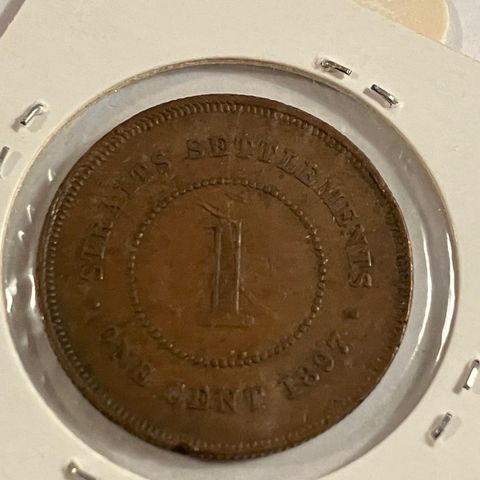 STRAITS SETTLEMENTS
1
ONE CENT 1897